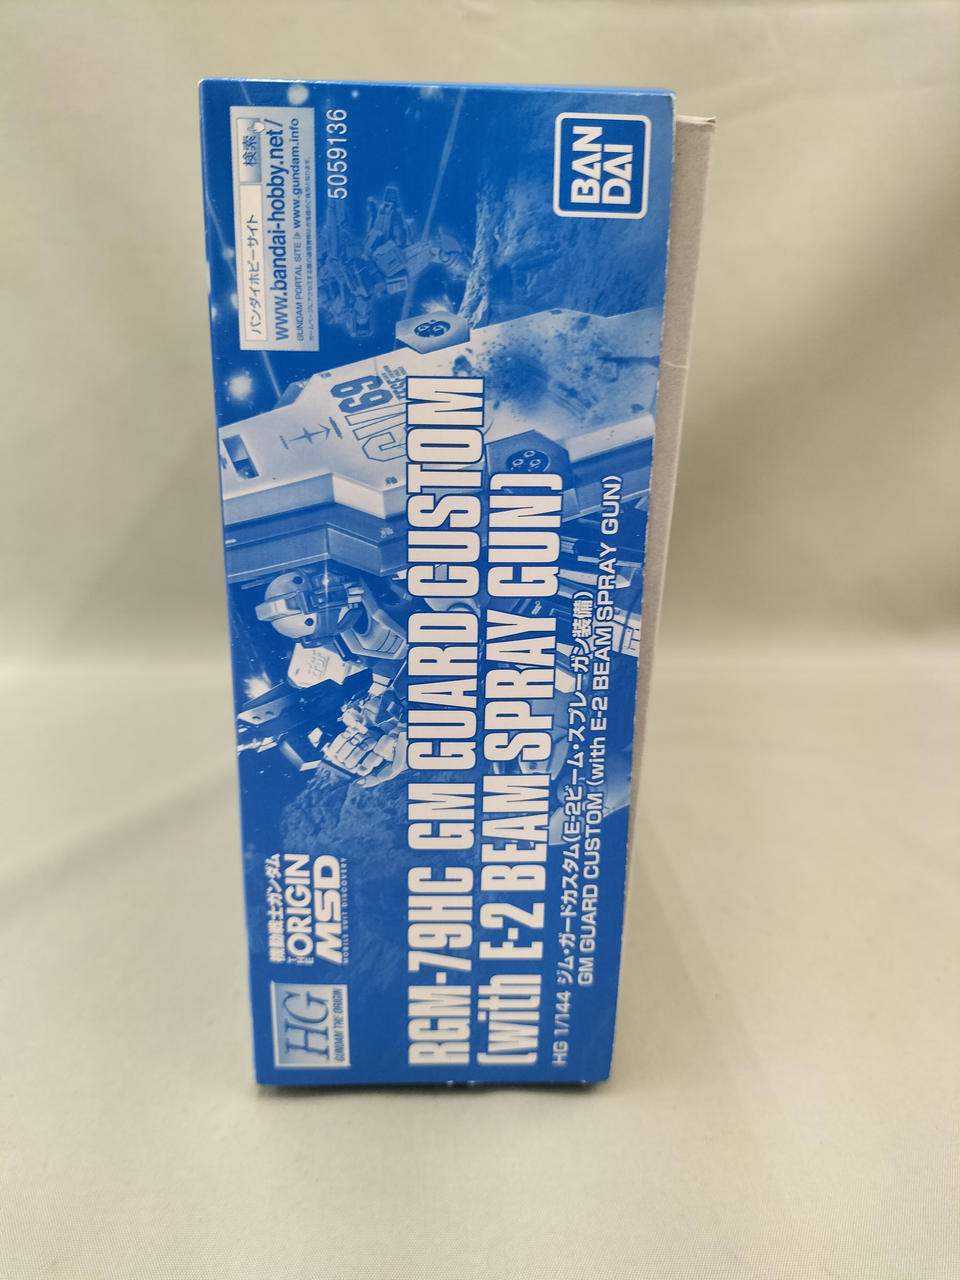 HG
GUNDAM THE ORIGIN
機動戦士ガンダム
THE ORIGIN
MSD
MOBILE SUIT DISCOVERY
バンダイホビーサイト 検索
www.bandai-hobby.net/
GUNDAM PORTAL SITE www.gundam.info
5059136
69
RGM-79HC GM GUARD CUSTOM
(with E-2 BEAM SPRAY GUN)
HG 1/144 ジム・ガードカスタム(E-2ビーム・スプレーガン装備)
GM GUARD CUSTOM (with E-2 BEAM SPRAY GUN)
BAN
DAI